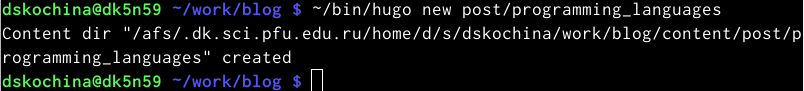 dskochina@dk5n59 ~/work/blog $ ~/bin/hugo new post/programming_languages
Content dir "/afs/.dk.sci.pfu.edu.ru/home/d/s/dskochina/work/blog/content/post/p
rogramming_languages" created
dskochina@dk5n59 ~/work/blog $